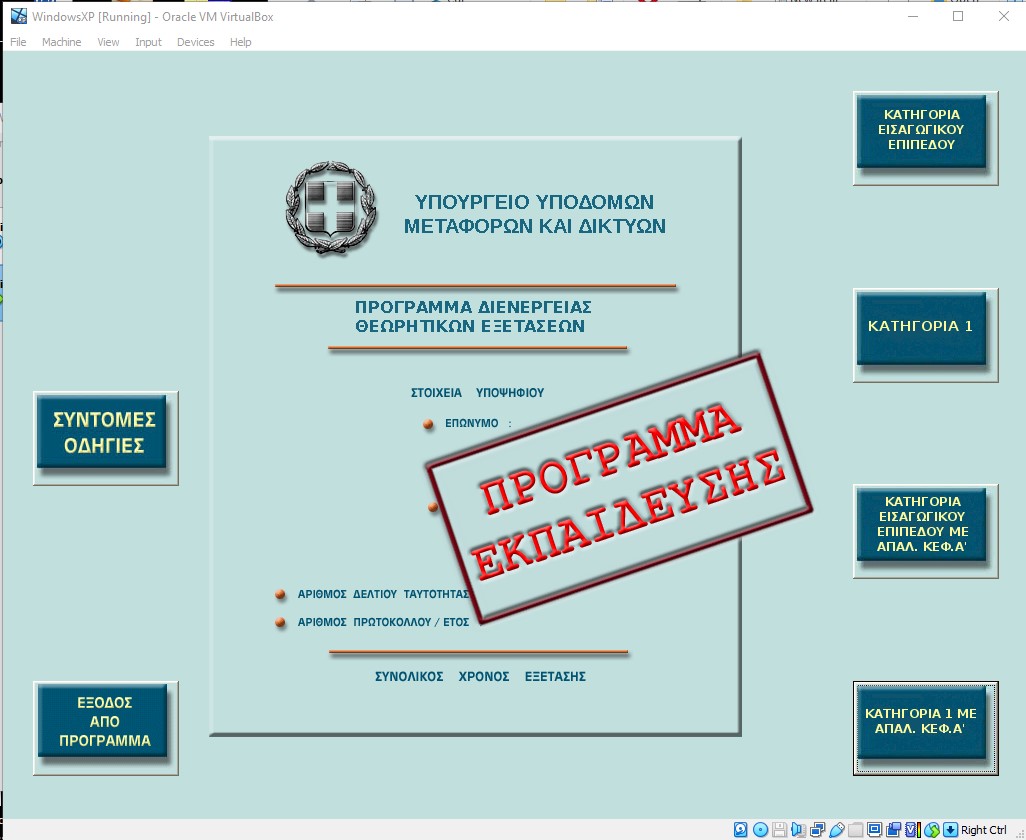 WindowsXP [Running] - Oracle VM VirtualBox
File Machine View Input Devices Help
ΥΠΟΥΡΓΕΙΟ ΥΠΟΔΟΜΩΝ
ΜΕΤΑΦΟΡΩΝ ΚΑΙ ΔΙΚΤΥΩΝ
ΠΡΟΓΡΑΜΜΑ ΔΙΕΝΕΡΓΕΙΑΣ
ΘΕΩΡΗΤΙΚΩΝ ΕΞΕΤΑΣΕΩΝ
ΣΤΟΙΧΕΙΑ ΥΠΟΨΗΦΙΟΥ
ΕΠΩΝΥΜΟ :
ΠΡΟΓΡΑΜΜΑ
ΕΚΠΑΙΔΕΥΣΗΣ
ΑΡΙΘΜΟΣ ΔΕΛΤΙΟΥ ΤΑΥΤΟΤΗΤΑΣ
ΑΡΙΘΜΟΣ ΠΡΩΤΟΚΟΛΛΟΥ / ΕΤΟΣ
ΣΥΝΟΛΙΚΟΣ ΧΡΟΝΟΣ ΕΞΕΤΑΣΗΣ
ΣΥΝΤΟΜΕΣ
ΟΔΗΓΙΕΣ
ΕΞΟΔΟΣ
ΑΠΟ
ΠΡΟΓΡΑΜΜΑ
ΚΑΤΗΓΟΡΙΑ
ΕΙΣΑΓΩΓΙΚΟΥ
ΕΠΙΠΕΔΟΥ
ΚΑΤΗΓΟΡΙΑ 1
ΚΑΤΗΓΟΡΙΑ
ΕΙΣΑΓΩΓΙΚΟΥ
ΕΠΙΠΕΔΟΥ ΜΕ
ΑΠΑΛ. ΚΕΦ.Α'
ΚΑΤΗΓΟΡΙΑ 1 ΜΕ
ΑΠΑΛ. ΚΕΦ.Α'
Right Ctrl